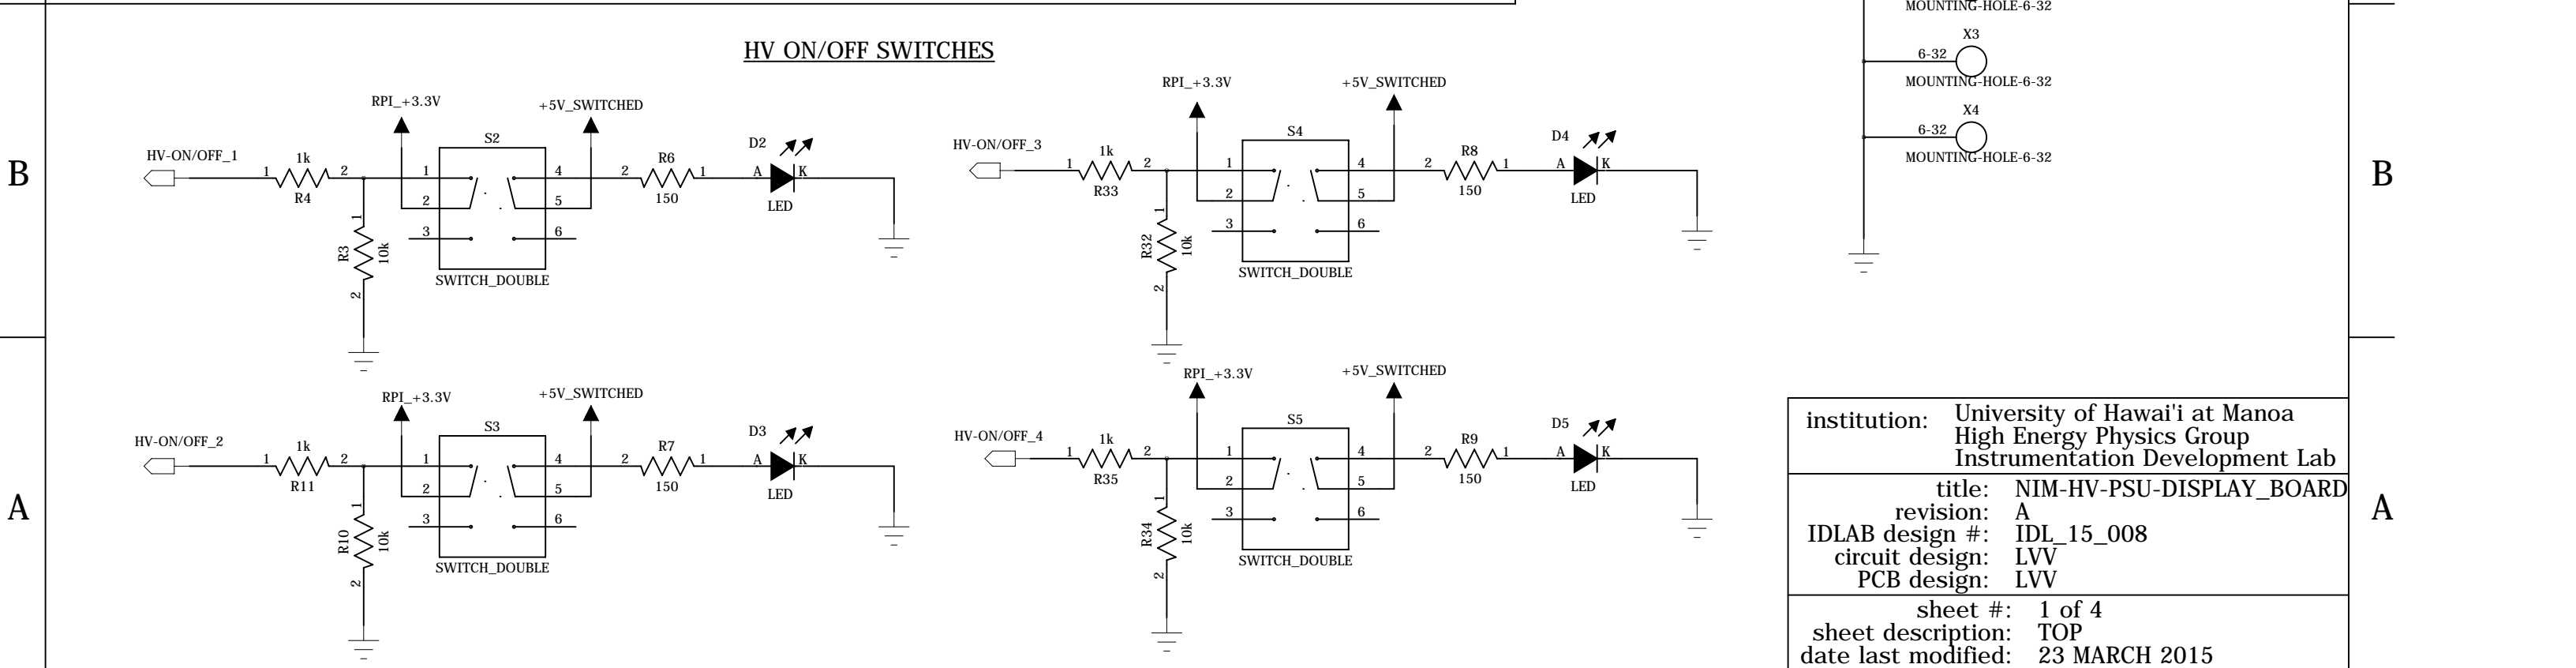 HV ON/OFF SWITCHES
MOUNTING-HOLE-6-32
X3
6-32
MOUNTING-HOLE-6-32
X4
6-32
MOUNTING-HOLE-6-32
B
B
RPI_+3.3V
+5V_SWITCHED
HV-ON/OFF_1
1 1k 2
R4
1 R3 10k 2
S2
1 4
2 5
3 6
SWITCH_DOUBLE
2 R6 1
150
D2
A K
LED
RPI_+3.3V
+5V_SWITCHED
HV-ON/OFF_3
1 1k 2
R33
1 R32 10k 2
S4
1 4
2 5
3 6
SWITCH_DOUBLE
2 R8 1
150
D4
A K
LED
A
A
RPI_+3.3V
+5V_SWITCHED
HV-ON/OFF_2
1 1k 2
R11
1 R10 10k 2
S3
1 4
2 5
3 6
SWITCH_DOUBLE
2 R7 1
150
D3
A K
LED
RPI_+3.3V
+5V_SWITCHED
HV-ON/OFF_4
1 1k 2
R35
1 R34 10k 2
S5
1 4
2 5
3 6
SWITCH_DOUBLE
2 R9 1
150
D5
A K
LED
institution: University of Hawai'i at Manoa
High Energy Physics Group
Instrumentation Development Lab
title: NIM-HV-PSU-DISPLAY_BOARD
revision: A
IDLAB design #: IDL_15_008
circuit design: LVV
PCB design: LVV
sheet #: 1 of 4
sheet description: TOP
date last modified: 23 MARCH 2015